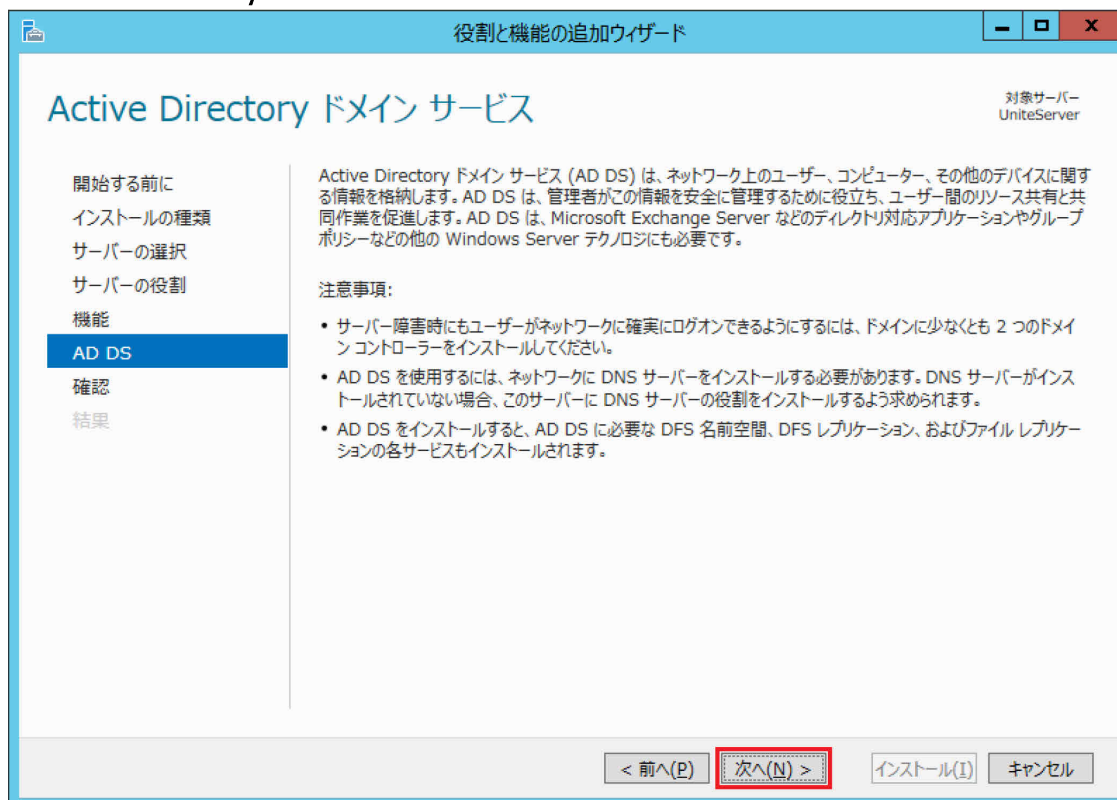 役割と機能の追加ウィザード
Active Directory ドメイン サービス
対象サーバー
UniteServer
開始する前に
インストールの種類
サーバーの選択
サーバーの役割
機能
AD DS
確認
結果
Active Directory ドメイン サービス (AD DS) は、ネットワーク上のユーザー、コンピューター、その他のデバイスに関す
る情報を格納します。AD DS は、管理者がこの情報を安全に管理するために役立ち、ユーザー間のリソース共有と共
同作業を促進します。AD DS は、Microsoft Exchange Server などのディレクトリ対応アプリケーションやグループ
ポリシーなどの他の Windows Server テクノロジにも必要です。
注意事項:
• サーバー障害時にもユーザーがネットワークに確実にログオンできるようにするには、ドメインに少なくとも 2 つのドメイ
ン コントローラーをインストールしてください。
• AD DS を使用するには、ネットワークに DNS サーバーをインストールする必要があります。DNS サーバーがインス
トールされていない場合、このサーバーに DNS サーバーの役割をインストールするよう求められます。
• AD DS をインストールすると、AD DS に必要な DFS 名前空間、DFS レプリケーション、およびファイル レプリケー
ションの各サービスもインストールされます。
< 前へ(P)
次へ(N) >
インストール(I)
キャンセル